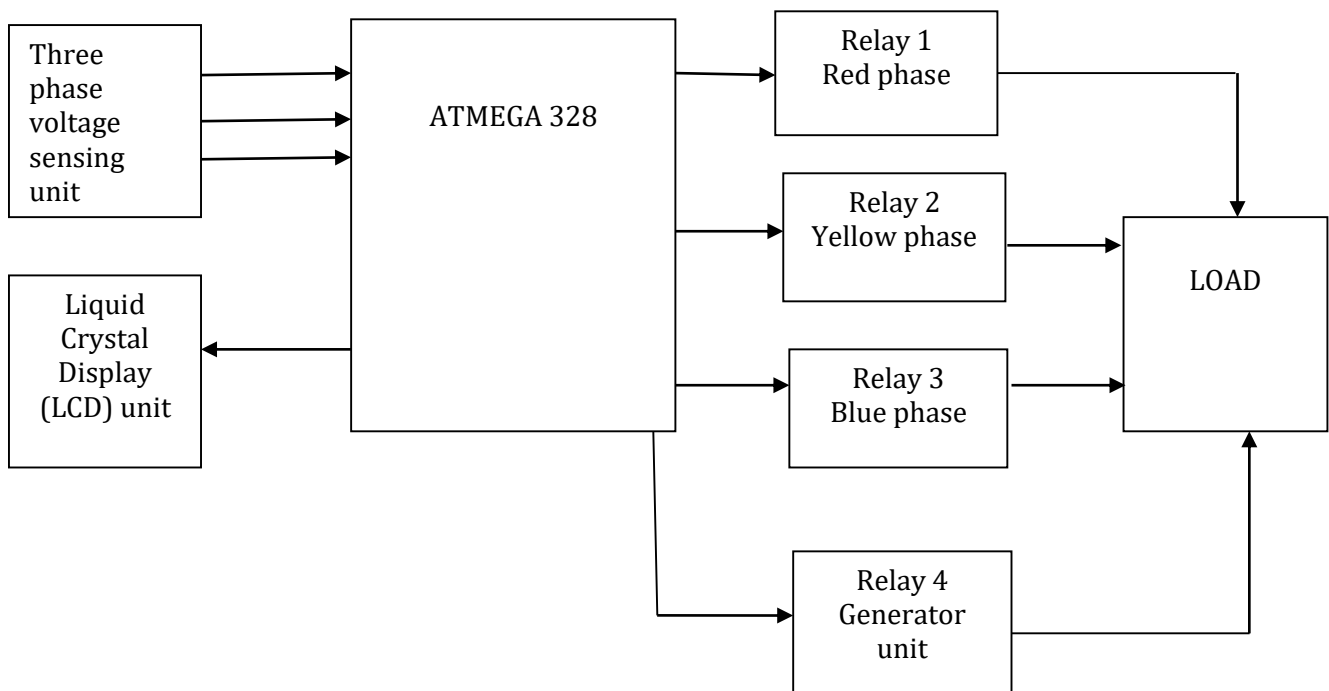 Three
phase
voltage
sensing
unit
Liquid
Crystal
Display
(LCD) unit
ATMEGA 328
Relay 1
Red phase
Relay 2
Yellow phase
Relay 3
Blue phase
Relay 4
Generator
unit
LOAD